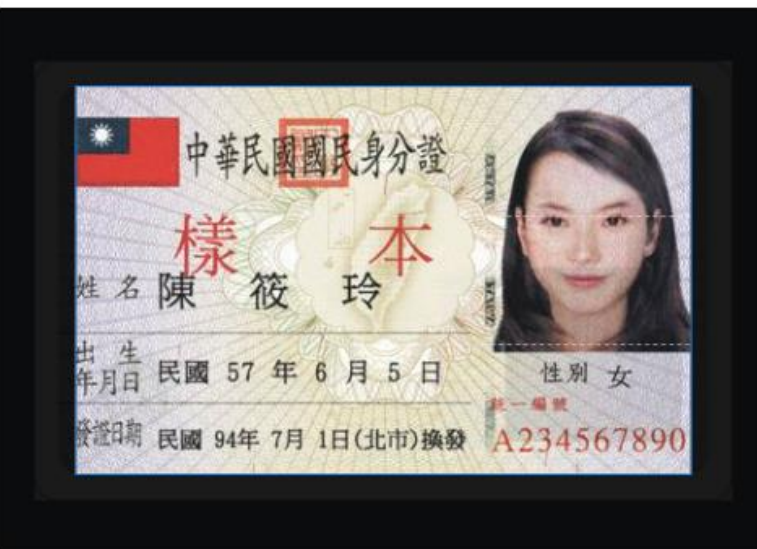 中華民國國民身分證
樣本
姓名 陳筱玲
出生年月日 民國 57 年 6 月 5 日
性別 女
發證日期 民國 94年 7月 1日(北市)換發
統一編號
A234567890